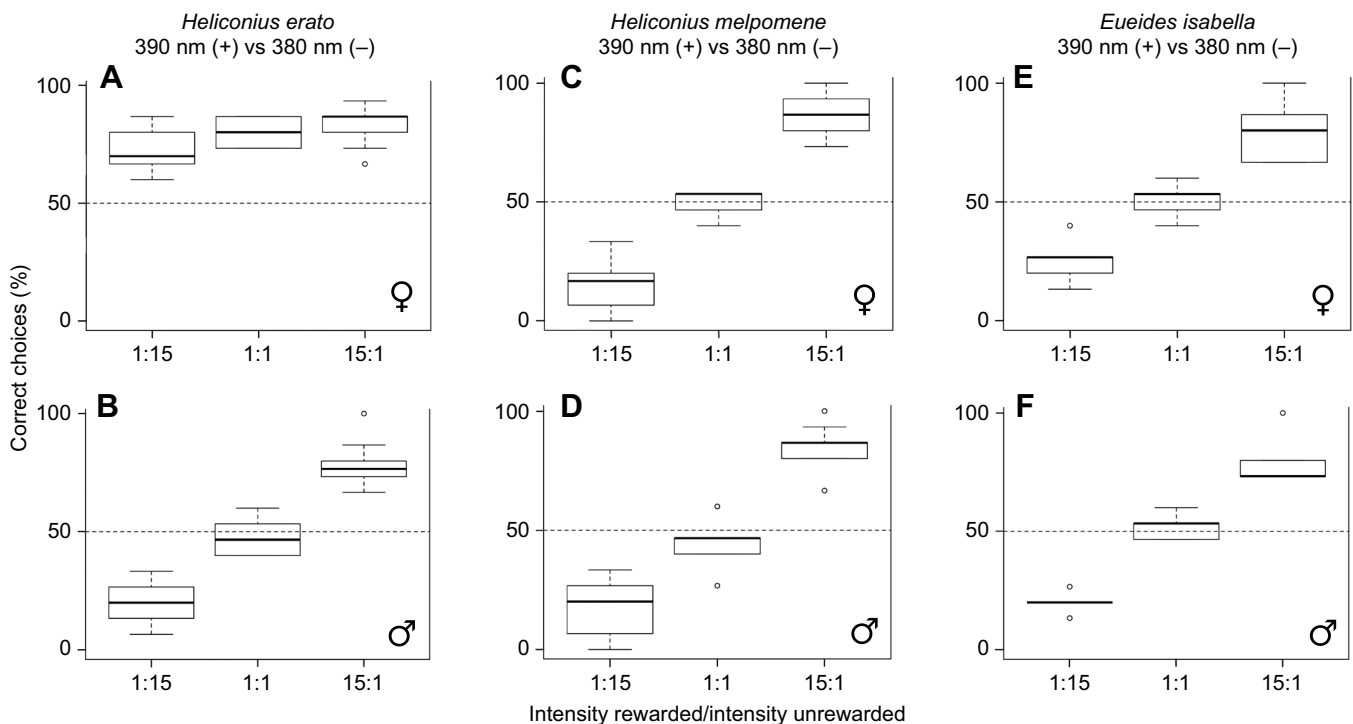 Heliconius erato
390 nm (+) vs 380 nm (–)
Heliconius melpomene
390 nm (+) vs 380 nm (–)
Eueides isabella
390 nm (+) vs 380 nm (–)
Correct choices (%)
A
100
50
0
♀
1:15 1:1 15:1
C
100
50
0
♀
1:15 1:1 15:1
E
100
50
0
♀
1:15 1:1 15:1
B
100
50
0
♂
1:15 1:1 15:1
D
100
50
0
♂
1:15 1:1 15:1
F
100
50
0
♂
1:15 1:1 15:1
Intensity rewarded/intensity unrewarded